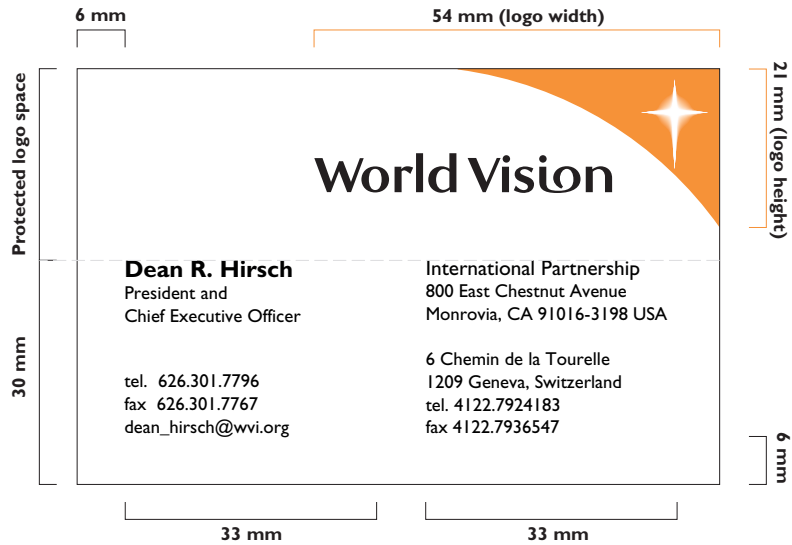 6 mm
54 mm (logo width)
Protected logo space
21 mm (logo height)
World Vision
Dean R. Hirsch
President and
Chief Executive Officer
tel. 626.301.7796
fax 626.301.7767
dean_hirsch@wvi.org
International Partnership
800 East Chestnut Avenue
Monrovia, CA 91016-3198 USA
6 Chemin de la Tourelle
1209 Geneva, Switzerland
tel. 4122.7924183
fax 4122.7936547
30 mm
6 mm
33 mm
33 mm